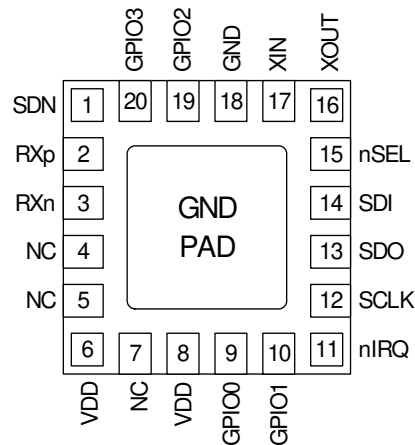 GPIO3 GPIO2 GND XIN XOUT
20 19 18 17 16
SDN 1
RXp 2 15 nSEL
RXn 3 14 SDI
GND
PAD
NC 4 13 SDO
NC 5 12 SCLK
6 7 8 9 10 11 nIRQ
VDD NC VDD GPIO0 GPIO1